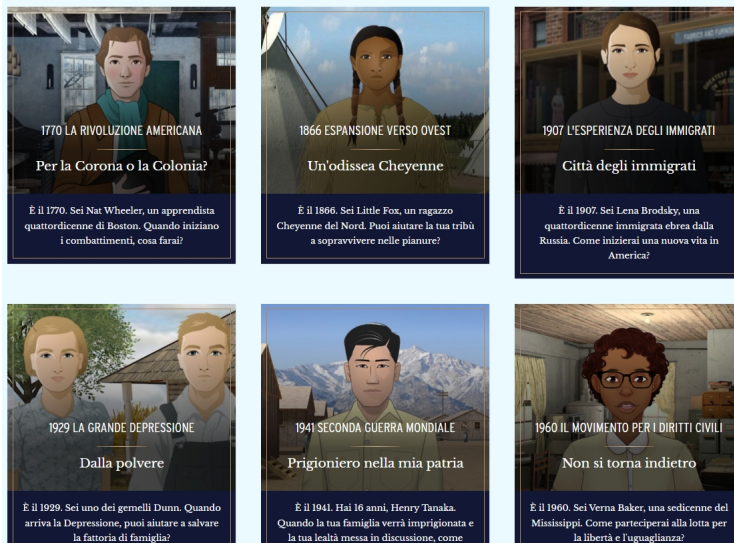 1770 LA RIVOLUZIONE AMERICANA
Per la Corona o la Colonia?
È il 1770. Sei Nat Wheeler, un apprendista
quattordicenne di Boston. Quando iniziano
i combattimenti, cosa farai?
1866 ESPANSIONE VERSO OVEST
Un'odissea Cheyenne
È il 1866. Sei Little Fox, un ragazzo
Cheyenne del Nord. Puoi aiutare la tua tribù
a sopravvivere nelle pianure?
1907 L'ESPERIENZA DEGLI IMMIGRATI
Città degli immigrati
È il 1907. Sei Lena Brodsky, una
quattordicenne immigrata ebrea dalla
Russia. Come inizierai una nuova vita in
America?
1929 LA GRANDE DEPRESSIONE
Dalla polvere
È il 1929. Sei uno dei gemelli Dunn. Quando
arriva la Depressione, puoi aiutare a salvare
la fattoria di famiglia?
1941 SECONDA GUERRA MONDIALE
Prigioniero nella mia patria
È il 1941. Hai 16 anni, Henry Tanaka.
Quando la tua famiglia verrà imprigionata e
la tua lealtà messa in discussione, come
1960 IL MOVIMENTO PER I DIRITTI CIVILI
Non si torna indietro
È il 1960. Sei Verna Baker, una sedicenne del
Mississippi. Come parteciperai alla lotta per
la libertà e l'uguaglianza?